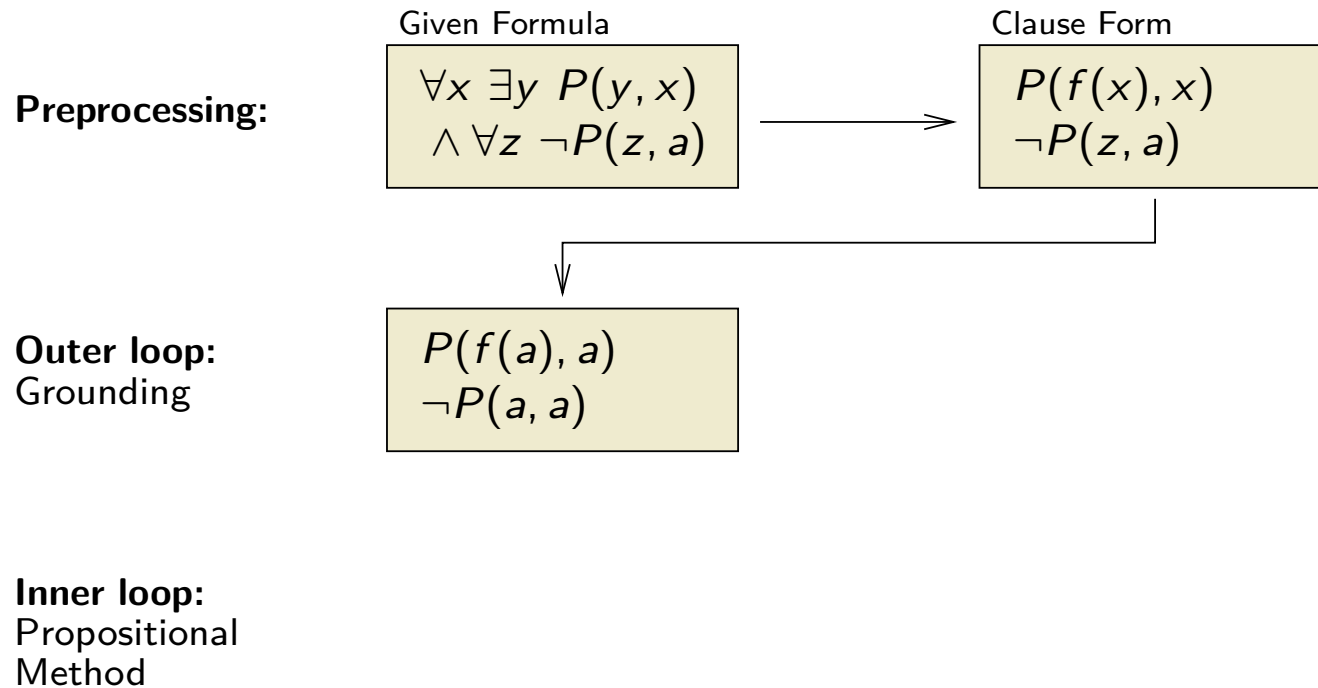 Given Formula
Clause Form
Preprocessing:
∀x ∃y P(y, x)
∧ ∀z ¬P(z, a)
P(f(x), x)
¬P(z, a)
Outer loop:
Grounding
P(f(a), a)
¬P(a, a)
Inner loop:
Propositional
Method